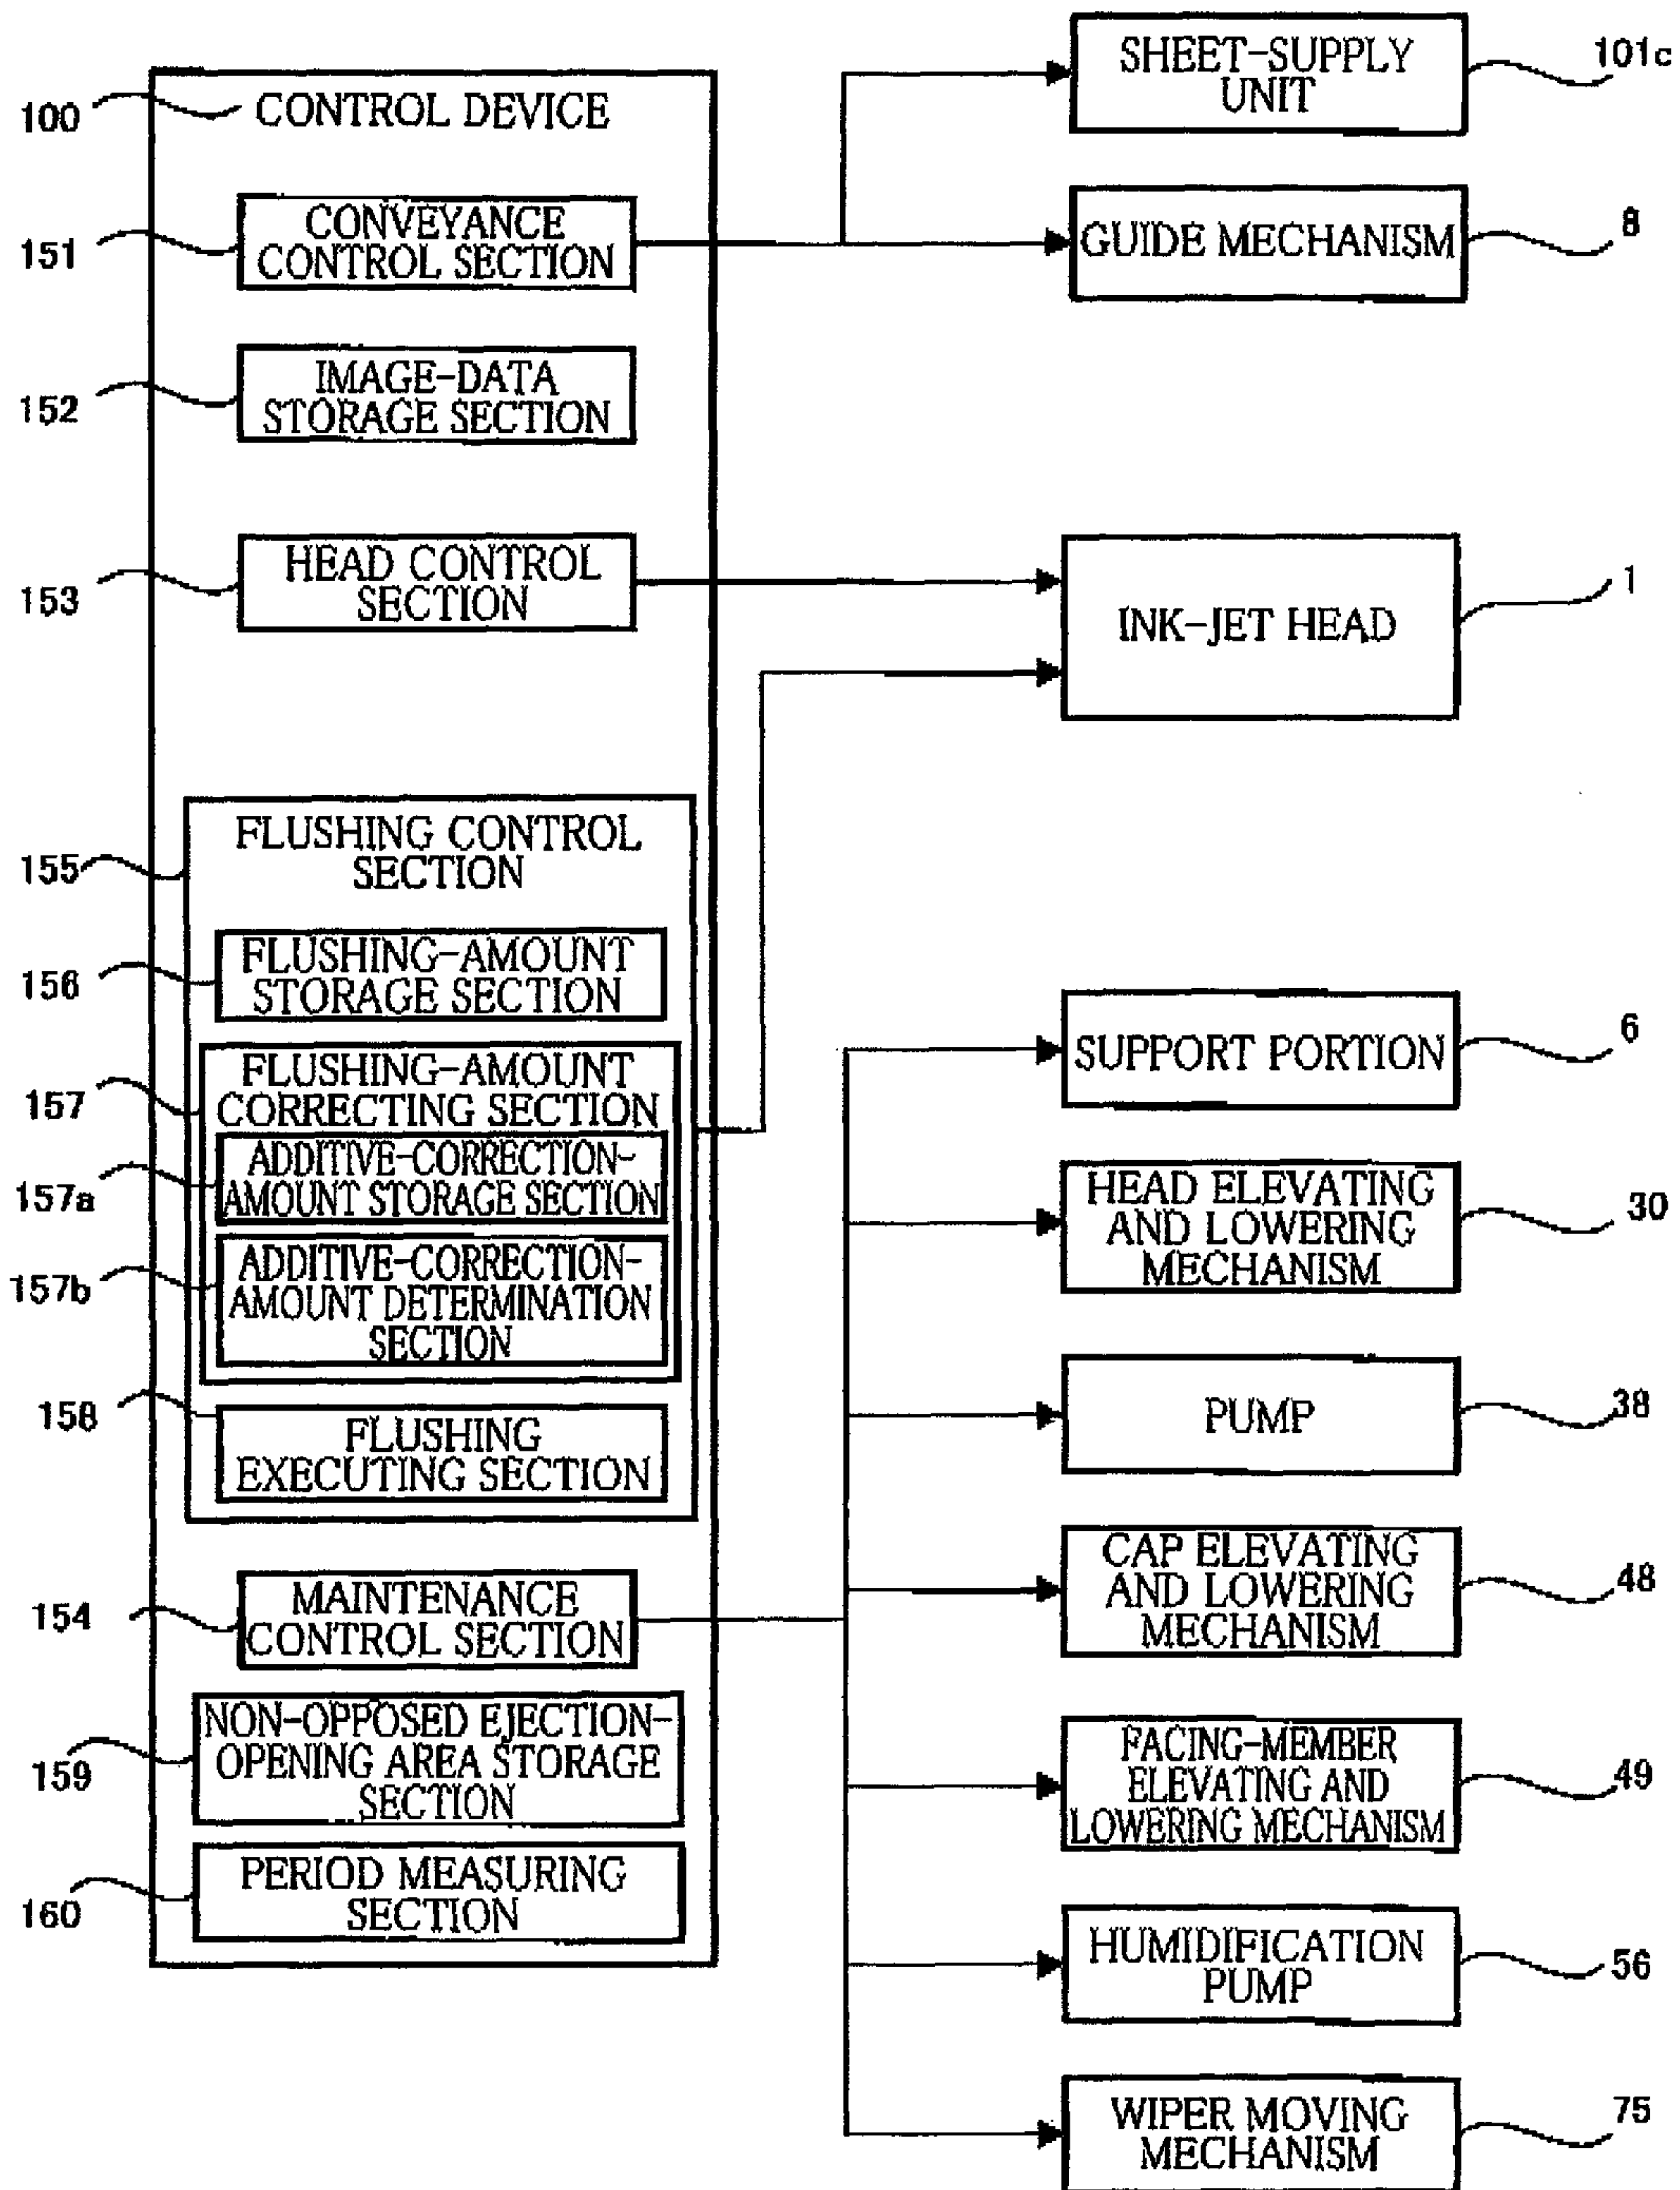 100
CONTROL DEVICE
151
CONVEYANCE
CONTROL SECTION
152
IMAGE-DATA
STORAGE SECTION
153
HEAD CONTROL
SECTION
155
FLUSHING CONTROL
SECTION
156
FLUSHING-AMOUNT
STORAGE SECTION
157
FLUSHING-AMOUNT
CORRECTING SECTION
157a
ADDITIVE-CORRECTION-
AMOUNT STORAGE SECTION
157b
ADDITIVE-CORRECTION-
AMOUNT DETERMINATION
SECTION
158
FLUSHING
EXECUTING SECTION
154
MAINTENANCE
CONTROL SECTION
159
NON-OPPOSED EJECTION-
OPENING AREA STORAGE
SECTION
160
PERIOD MEASURING
SECTION
SHEET-SUPPLY
UNIT
101c
GUIDE MECHANISM
8
INK-JET HEAD
1
SUPPORT PORTION
6
HEAD ELEVATING
AND LOWERING
MECHANISM
30
PUMP
38
CAP ELEVATING
AND LOWERING
MECHANISM
48
FACING-MEMBER
ELEVATING AND
LOWERING MECHANISM
49
HUMIDIFICATION
PUMP
56
WIPER MOVING
MECHANISM
75